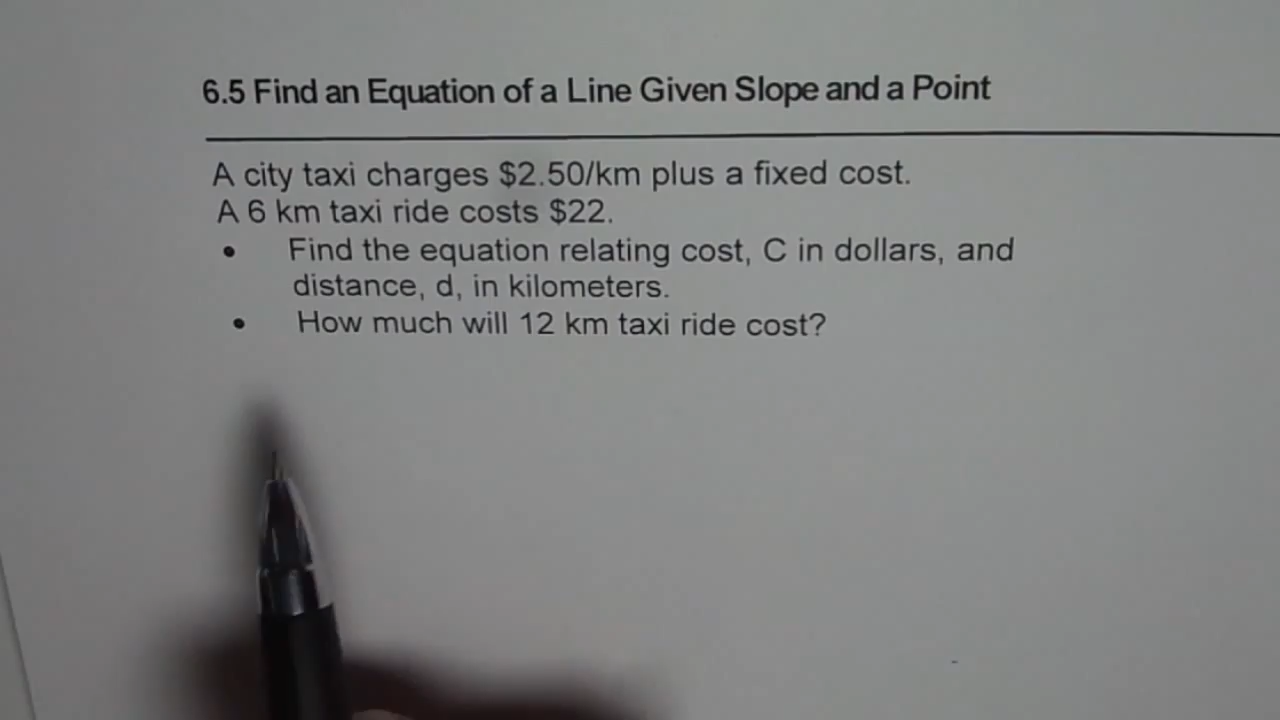 6.5 Find an Equation of a Line Given Slope and a Point
A city taxi charges $2.50/km plus a fixed cost.
A 6 km taxi ride costs $22.
• Find the equation relating cost, C in dollars, and
distance, d, in kilometers.
• How much will 12 km taxi ride cost?